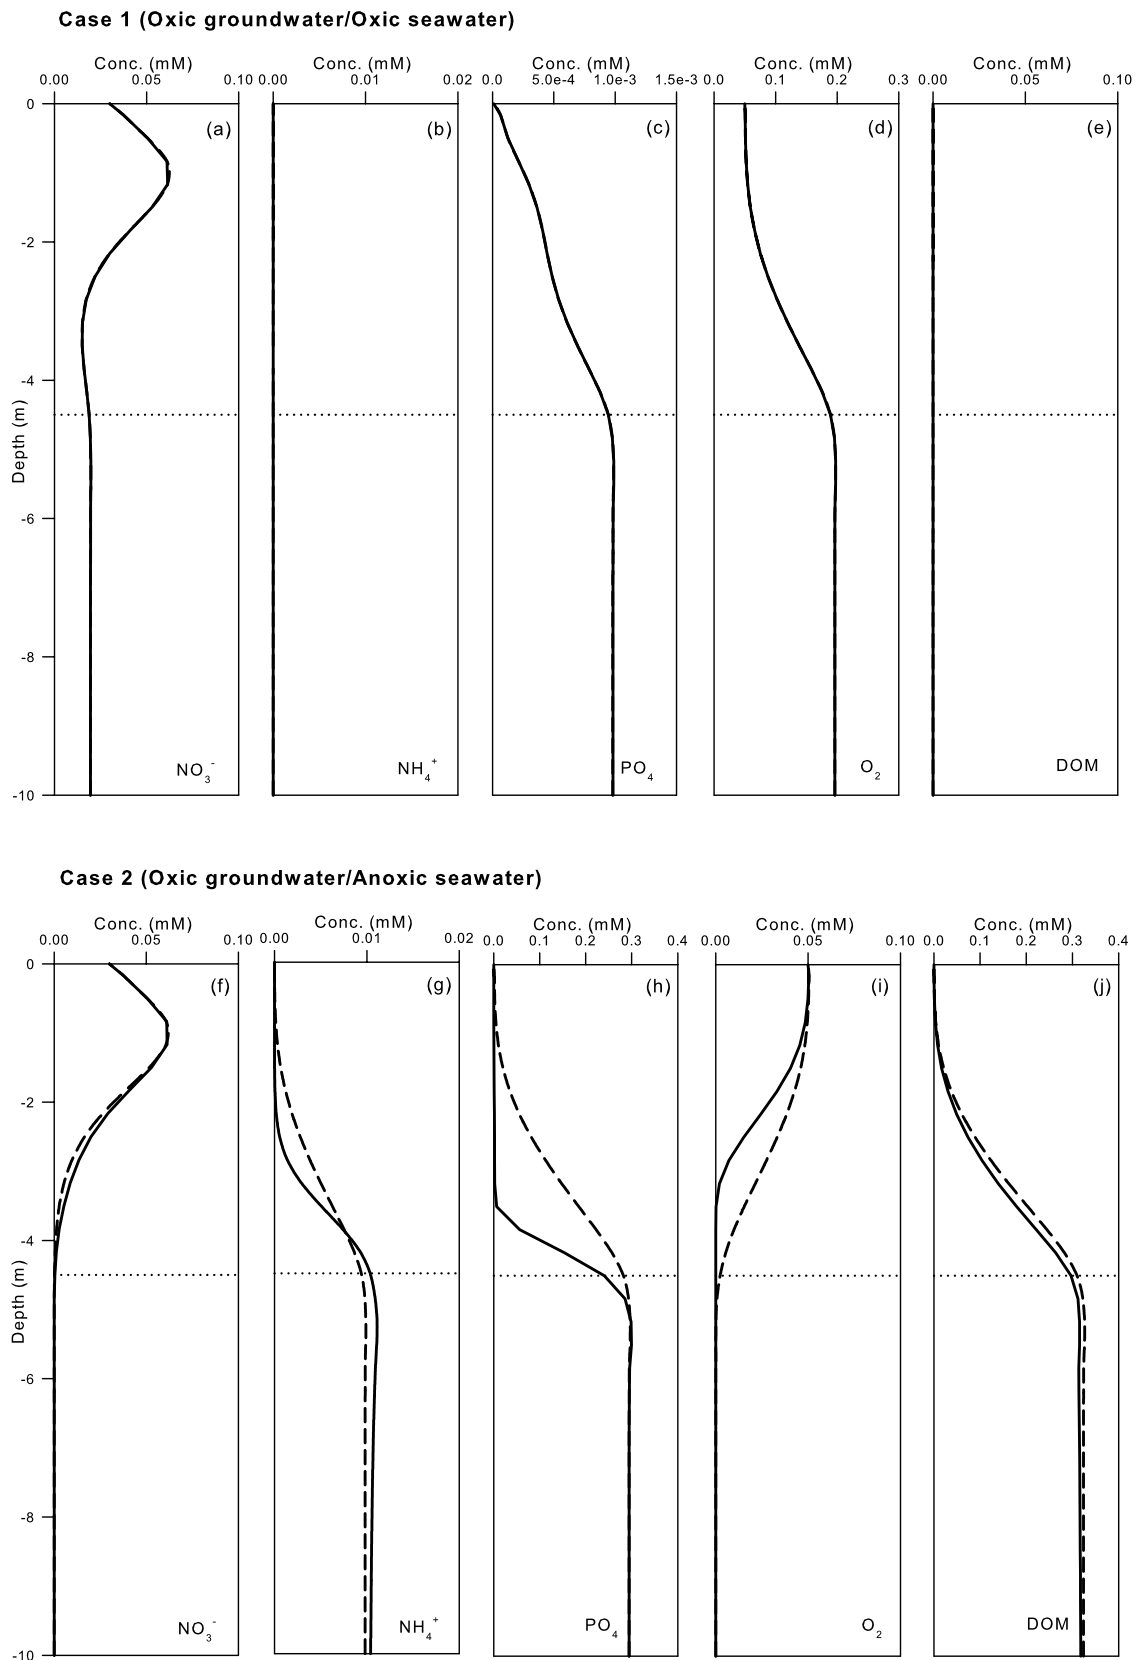 Case 1 (Oxic groundwater/Oxic seawater)
Conc. (mM) Conc. (mM) Conc. (mM) Conc. (mM) Conc. (mM)
0.00 0.05 0.10 0.00 0.01 0.02 0.0 5.0e-4 1.0e-3 1.5e-3 0.0 0.1 0.2 0.3 0.00 0.05 0.10
0
(a) (b) (c) (d) (e)
-2
-4
Depth (m)
-6
-8
NO3- NH4+ PO4 O2 DOM
-10
Case 2 (Oxic groundwater/Anoxic seawater)
Conc. (mM) Conc. (mM) Conc. (mM) Conc. (mM) Conc. (mM)
0.00 0.05 0.10 0.00 0.01 0.02 0.0 0.1 0.2 0.3 0.4 0.00 0.05 0.10 0.0 0.1 0.2 0.3 0.4
0
(f) (g) (h) (i) (j)
-2
-4
Depth (m)
-6
-8
NO3- NH4+ PO4 O2 DOM
-10